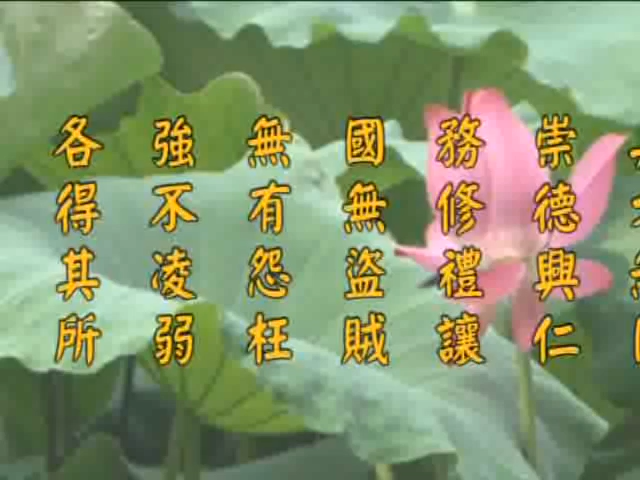 崇德興仁
務修禮讓
國無盜賊
無有怨枉
強不凌弱
各得其所